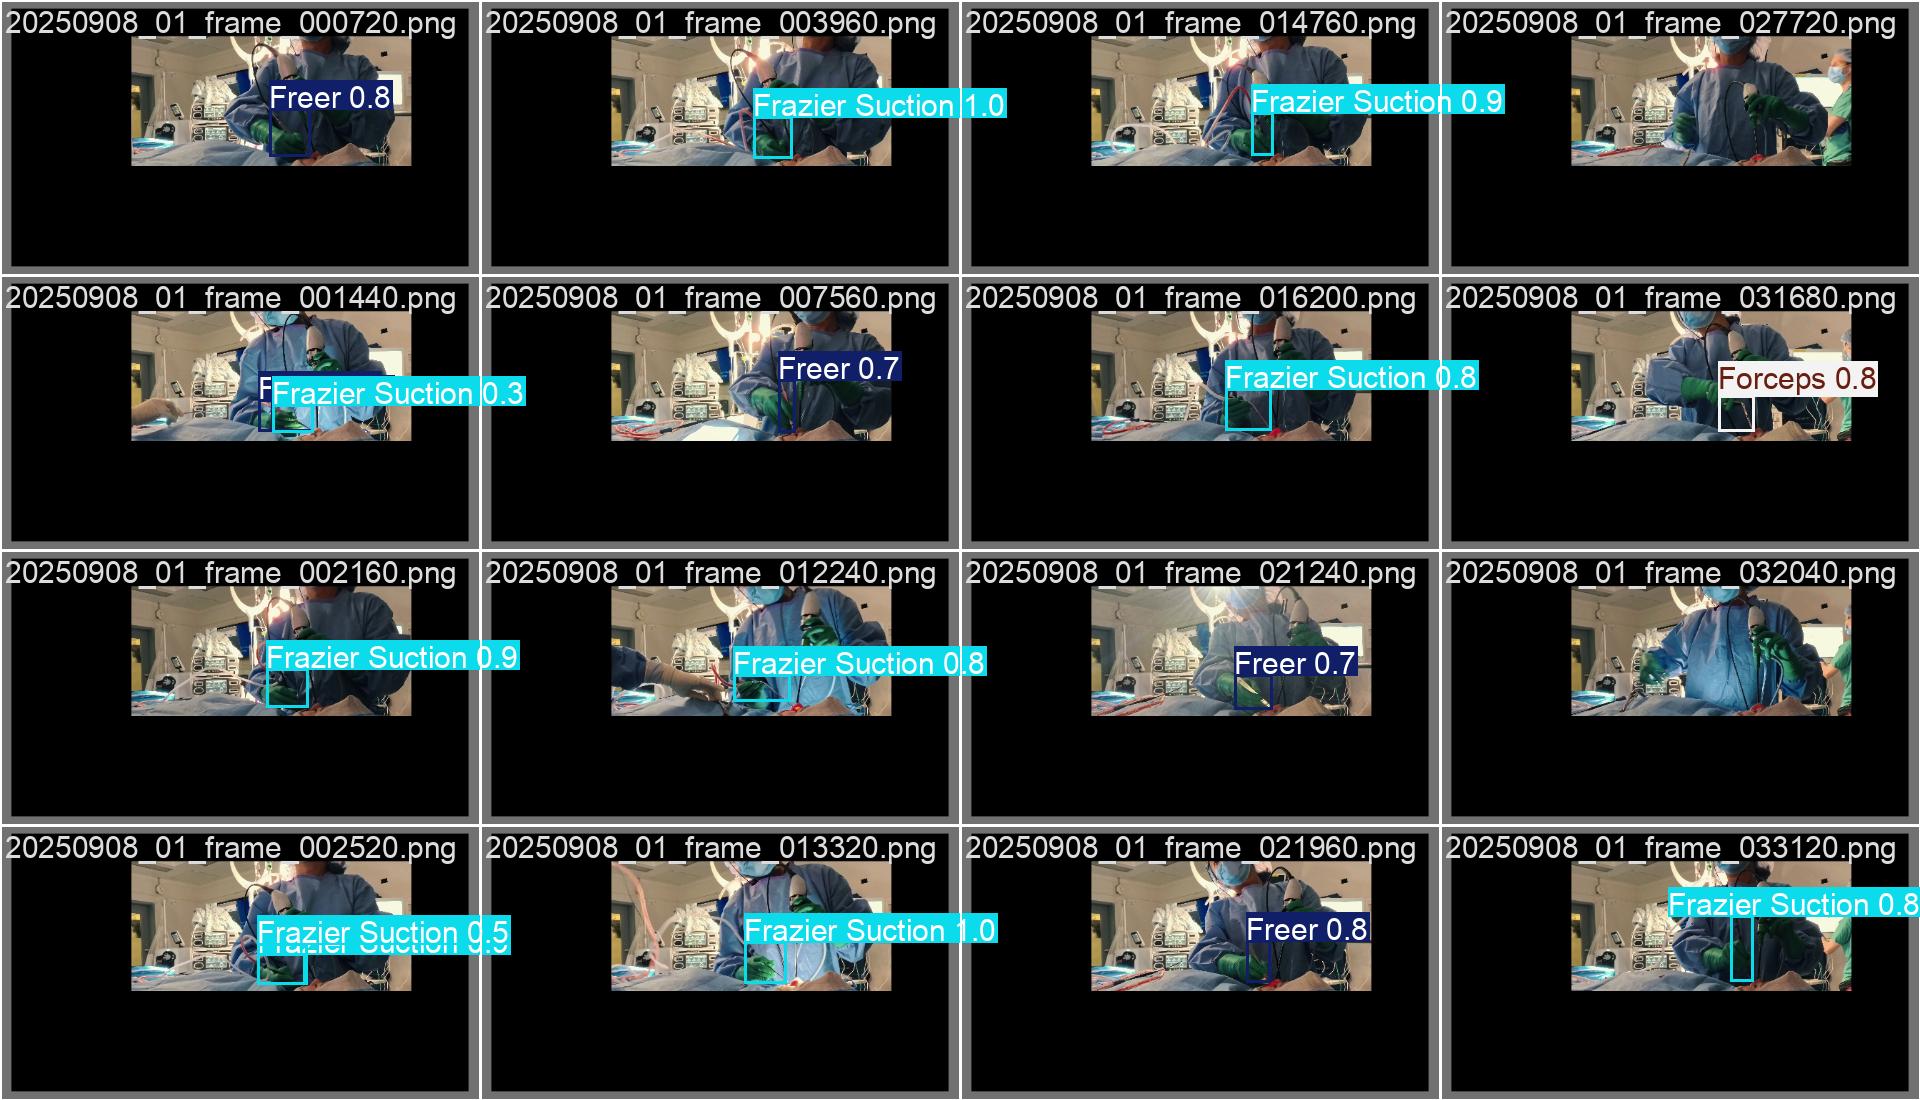 20250908_01_frame_000720.png
Freer 0.8
20250908_01_frame_003960.png
Frazier Suction 1.0
20250908_01_frame_014760.png
Frazier Suction 0.9
20250908_01_frame_027720.png
20250908_01_frame_001440.png
F
Frazier Suction 0.3
20250908_01_frame_007560.png
Freer 0.7
20250908_01_frame_016200.png
Frazier Suction 0.8
20250908_01_frame_031680.png
Forceps 0.8
20250908_01_frame_002160.png
Frazier Suction 0.9
20250908_01_frame_012240.png
Frazier Suction 0.8
20250908_01_frame_021240.png
Freer 0.7
20250908_01_frame_032040.png
20250908_01_frame_002520.png
Frazier Suction 0.5
20250908_01_frame_013320.png
Frazier Suction 1.0
20250908_01_frame_021960.png
Freer 0.8
20250908_01_frame_033120.png
Frazier Suction 0.8